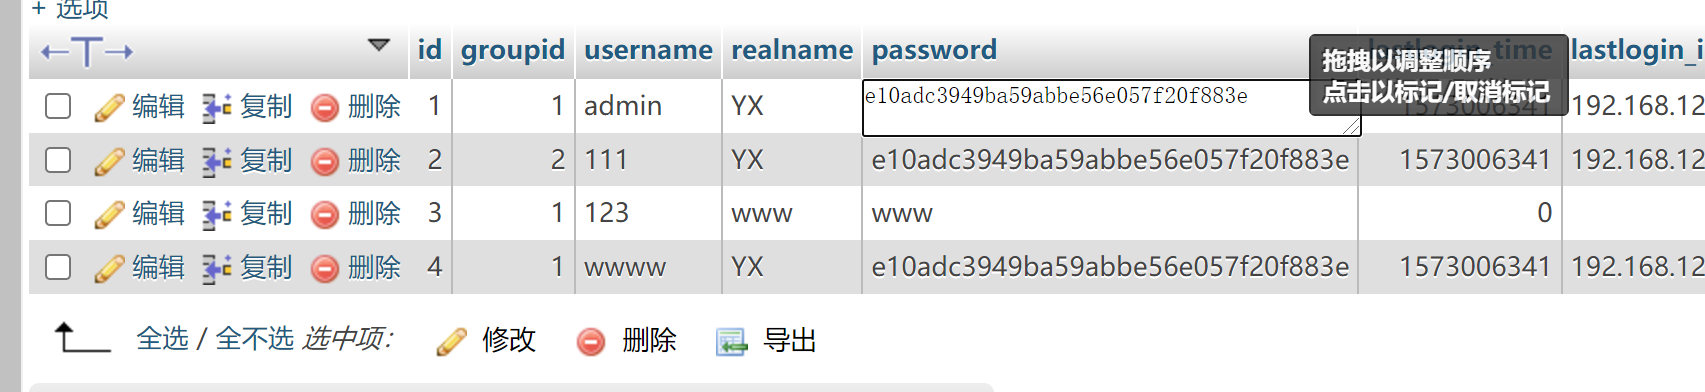 + 选项
←T→ id groupid username realname password lastlogin_time lastlogin_i
拖拽以调整顺序
点击以标记/取消标记
编辑 复制 删除 1 1 admin YX e10adc3949ba59abbe56e057f20f883e 1573006341 192.168.12
编辑 复制 删除 2 2 111 YX e10adc3949ba59abbe56e057f20f883e 1573006341 192.168.12
编辑 复制 删除 3 1 123 www www 0
编辑 复制 删除 4 1 wwww YX e10adc3949ba59abbe56e057f20f883e 1573006341 192.168.12
全选 / 全不选 选中项: 修改 删除 导出